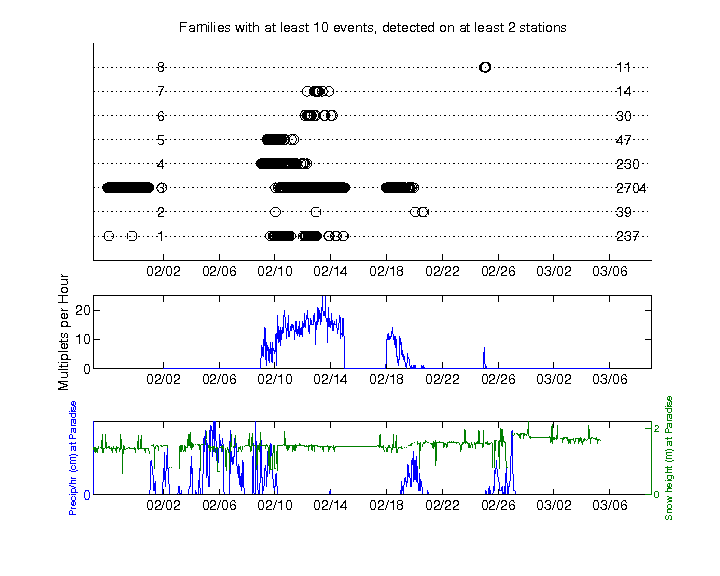 Families with at least 10 events, detected on at least 2 stations
8 11
7 14
6 30
5 47
4 230
3 2704
2 39
1 237
02/02 02/06 02/10 02/14 02/18 02/22 02/26 03/02 03/06
Multiplets per Hour
20
10
0
02/02 02/06 02/10 02/14 02/18 02/22 02/26 03/02 03/06
Precip/hr (cm) at Paradise
0
Snow height (m) at Paradise
2
0
02/02 02/06 02/10 02/14 02/18 02/22 02/26 03/02 03/06